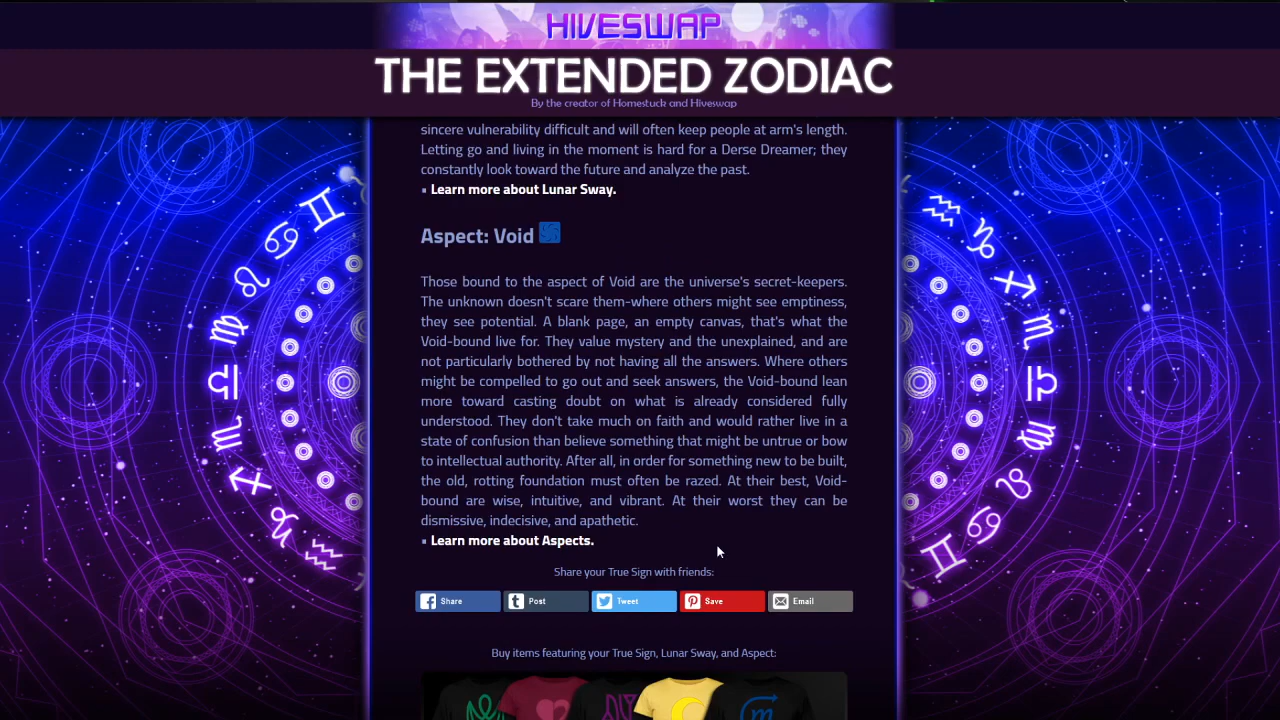 HIVESWAP
THE EXTENDED ZODIAC
By the creator of Homestuck and Hiveswap
sincere vulnerability difficult and will often keep people at arm's length.
Letting go and living in the moment is hard for a Derse Dreamer; they
constantly look toward the future and analyze the past.
▪ Learn more about Lunar Sway.
Aspect: Void
Those bound to the aspect of Void are the universe's secret-keepers.
The unknown doesn't scare them-where others might see emptiness,
they see potential. A blank page, an empty canvas, that's what the
Void-bound live for. They value mystery and the unexplained, and are
not particularly bothered by not having all the answers. Where others
might be compelled to go out and seek answers, the Void-bound lean
more toward casting doubt on what is already considered fully
understood. They don't take much on faith and would rather live in a
state of confusion than believe something that might be untrue or bow
to intellectual authority. After all, in order for something new to be built,
the old, rotting foundation must often be razed. At their best, Void-
bound are wise, intuitive, and vibrant. At their worst they can be
dismissive, indecisive, and apathetic.
▪ Learn more about Aspects.
Share your True Sign with friends:
Share Post Tweet Save Email
Buy items featuring your True Sign, Lunar Sway, and Aspect: